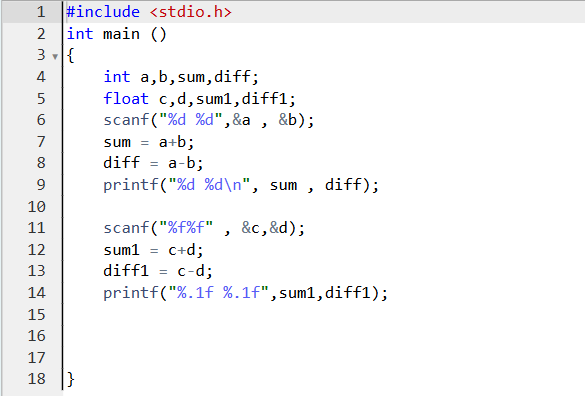 1 #include <stdio.h>
2 int main ()
3 {
4 int a,b,sum,diff;
5 float c,d,sum1,diff1;
6 scanf("%d %d",&a , &b);
7 sum = a+b;
8 diff = a-b;
9 printf("%d %d\n", sum , diff);
10
11 scanf("%f%f" , &c,&d);
12 sum1 = c+d;
13 diff1 = c-d;
14 printf("%.1f %.1f",sum1,diff1);
15
16
17
18 }